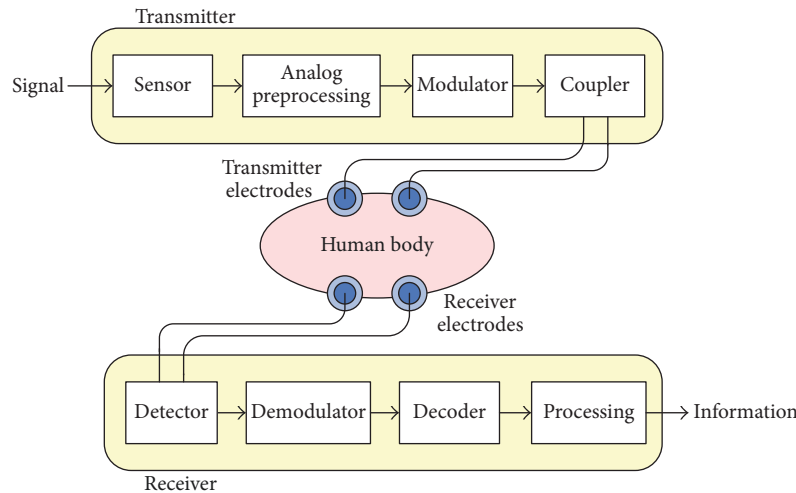 Transmitter
Signal
Sensor
Analog
preprocessing
Modulator
Coupler
Transmitter
electrodes
Human body
Receiver
electrodes
Detector
Demodulator
Decoder
Processing
Information
Receiver